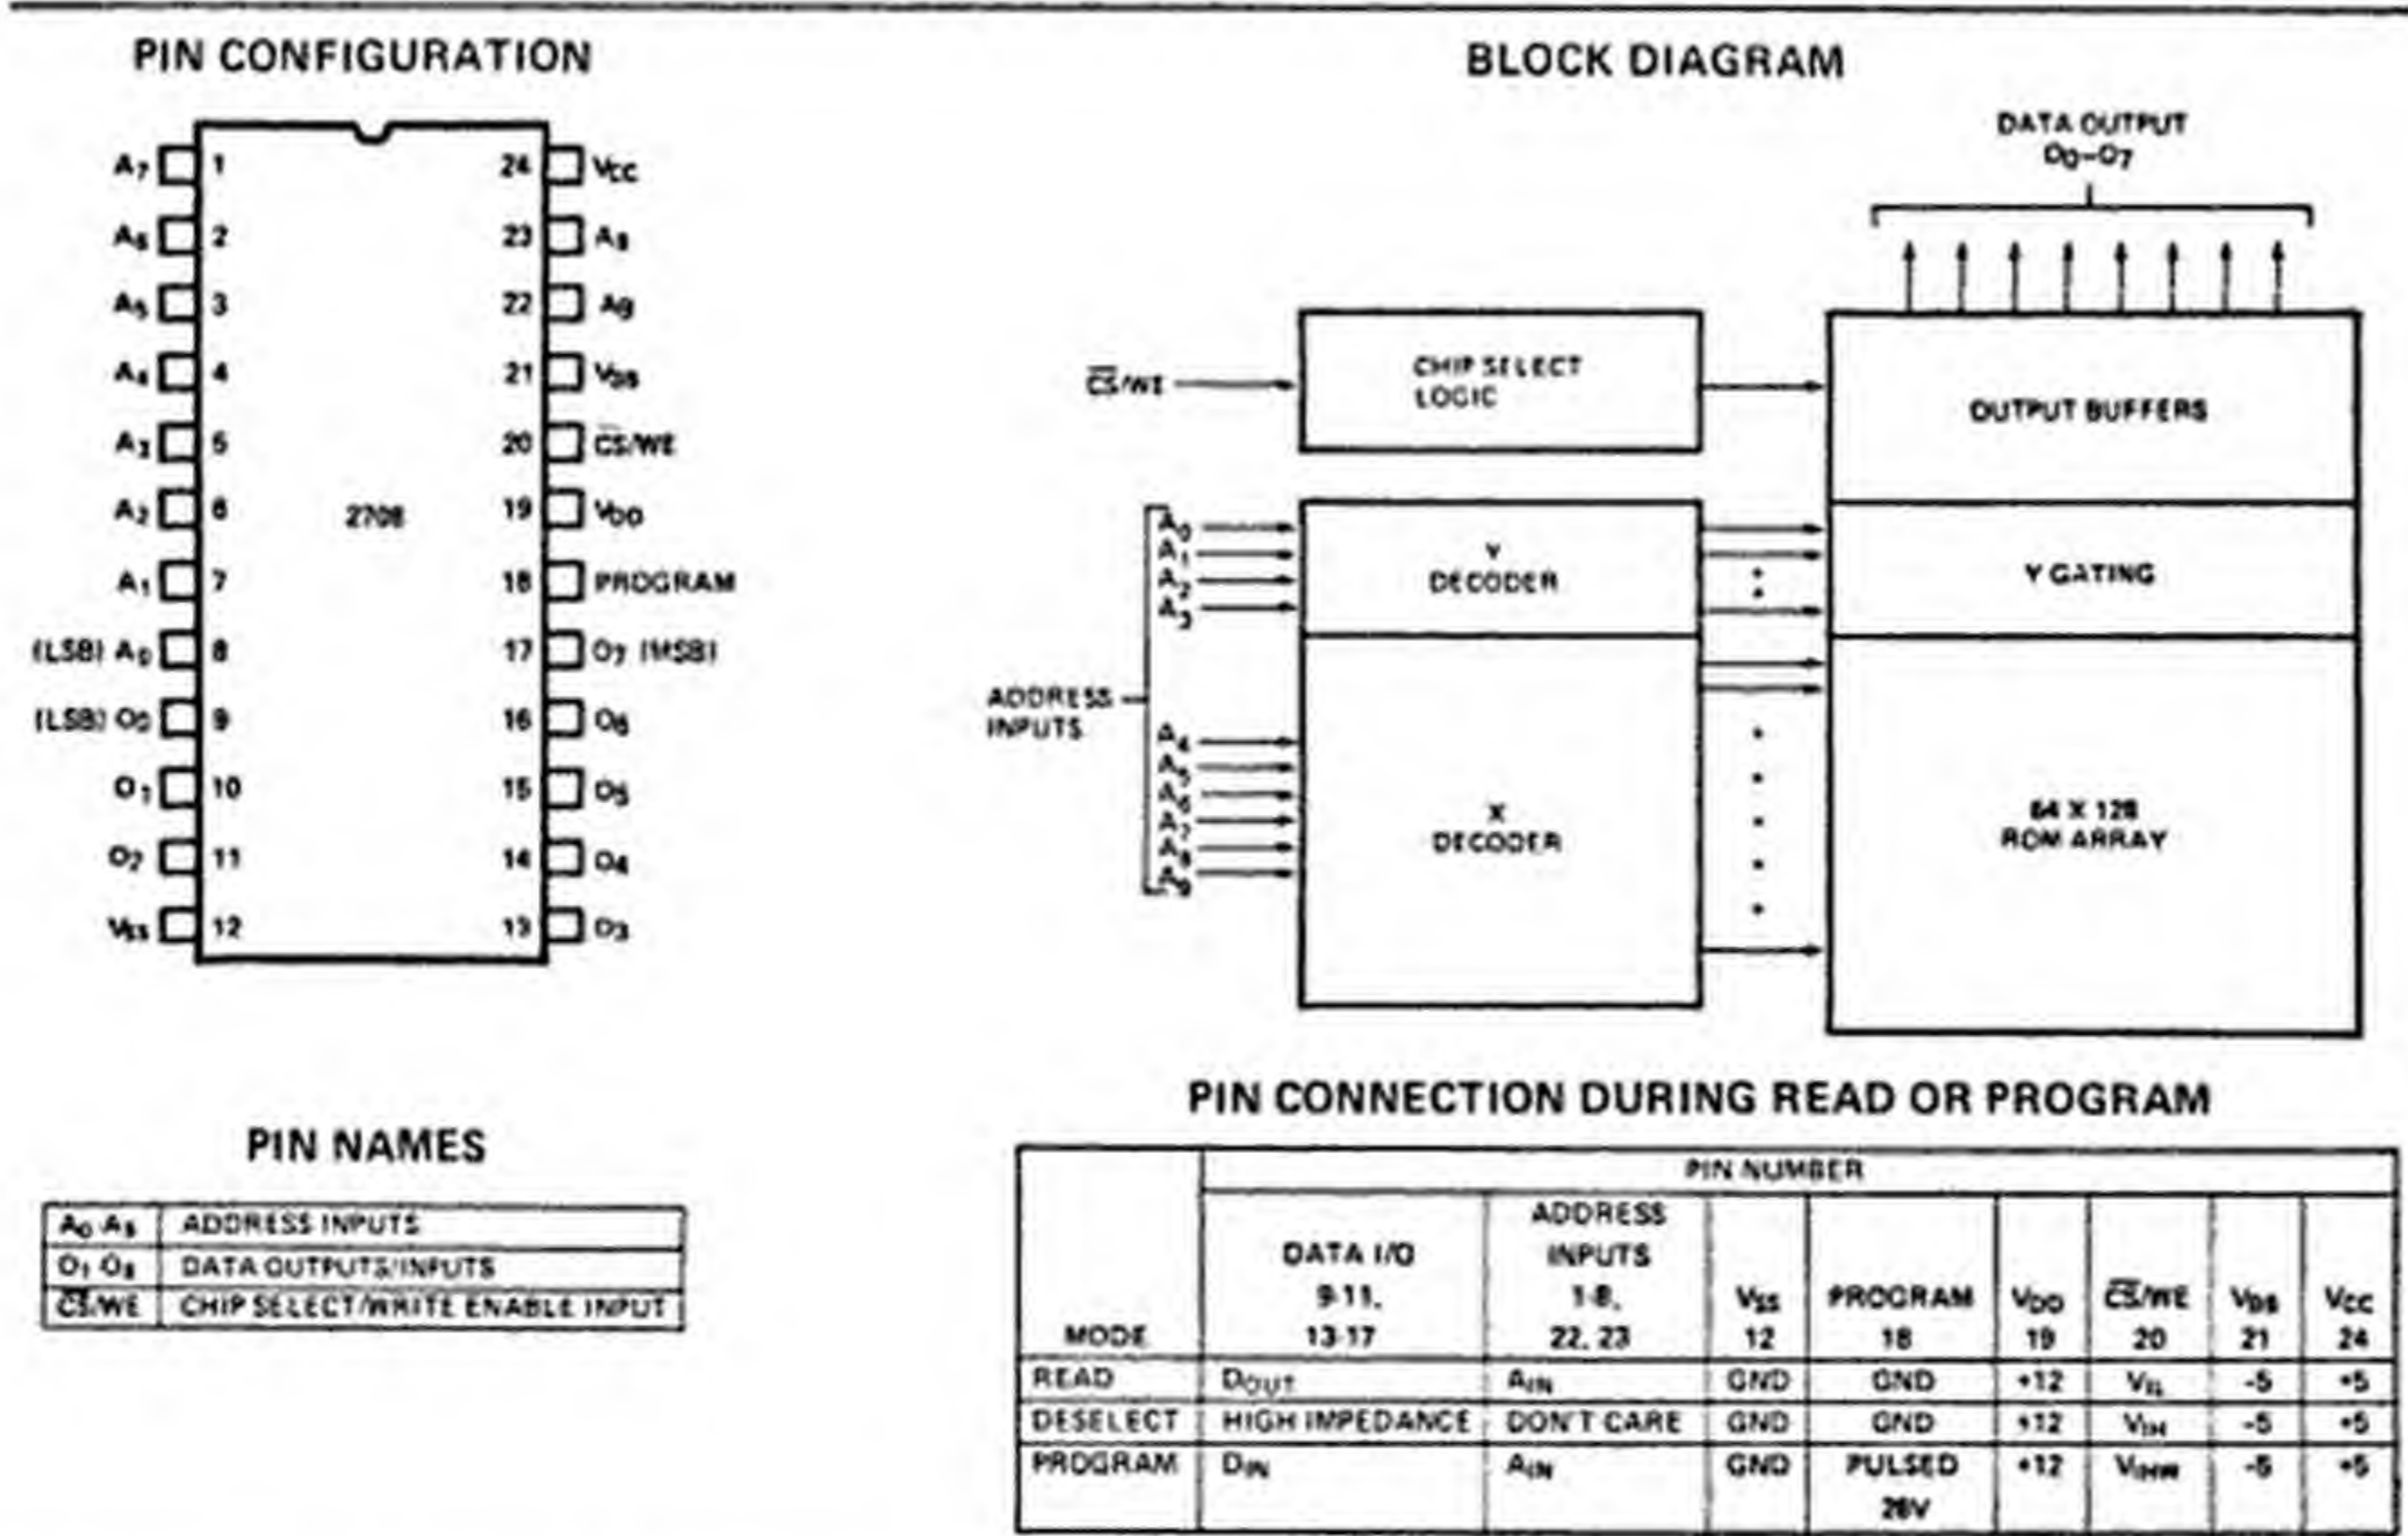 PIN CONFIGURATION
A7 1 24 VCC
A6 2 23 A8
A5 3 22 A9
A4 4 21 VBB
A3 5 20 CS/WE
A2 6 19 VDD
2708
A1 7 18 PROGRAM
(LSB) A0 8 17 O7 (MSB)
(LSB) O0 9 16 O6
O1 10 15 O5
O2 11 14 O4
VSS 12 13 O3
BLOCK DIAGRAM
DATA OUTPUT
O0-O7
CS/WE
CHIP SELECT
LOGIC
OUTPUT BUFFERS
A0
A1
A2
A3
Y
DECODER
Y GATING
ADDRESS
INPUTS
A4
A5
A6
A7
A8
A9
X
DECODER
64 X 128
ROM ARRAY
PIN NAMES
A0 A9 ADDRESS INPUTS
O1 O8 DATA OUTPUTS/INPUTS
CS/WE CHIP SELECT/WRITE ENABLE INPUT
PIN CONNECTION DURING READ OR PROGRAM
PIN NUMBER
MODE
DATA I/O
9-11,
13-17
ADDRESS
INPUTS
1-8,
22, 23
VSS
12
PROGRAM
18
VDD
19
CS/WE
20
VBB
21
VCC
24
READ DOUT AIN GND GND +12 VIL -5 +5
DESELECT HIGH IMPEDANCE DON'T CARE GND GND +12 VIH -5 +5
PROGRAM DIN AIN GND PULSED +12 VIHW -5 +5
26V